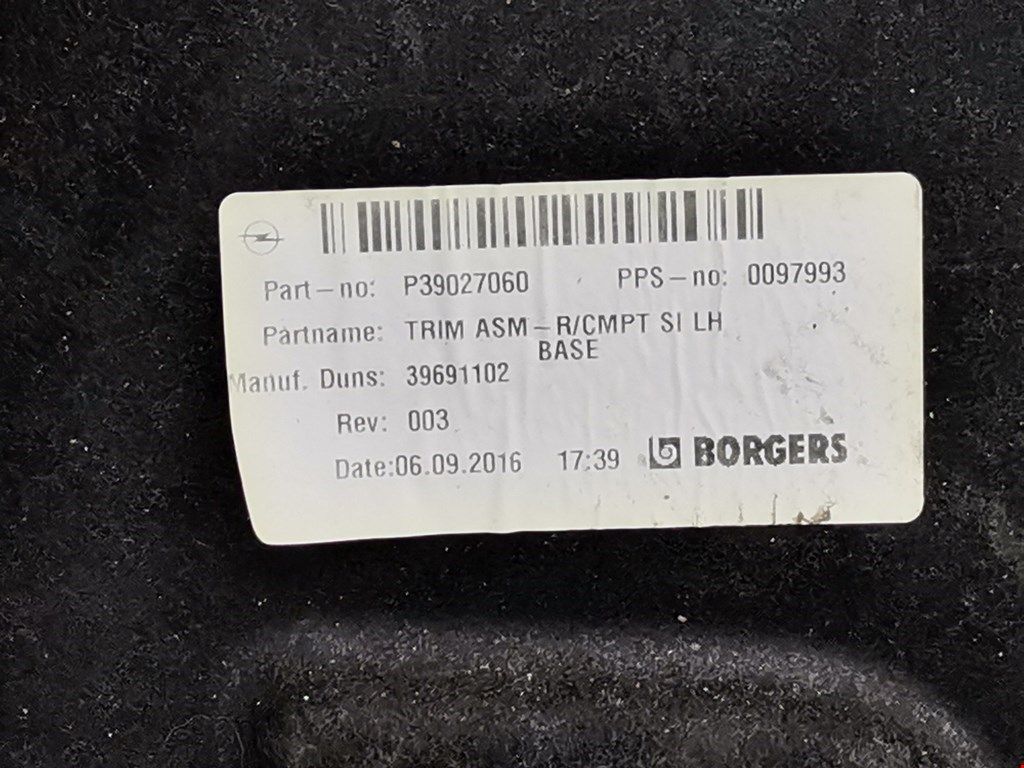 Part-no: P39027060 PPS-no: 0097993
Partname: TRIM ASM-R/CMPT SI LH
BASE
Manuf. Duns: 39691102
Rev: 003
Date:06.09.2016 17:39 BORGERS